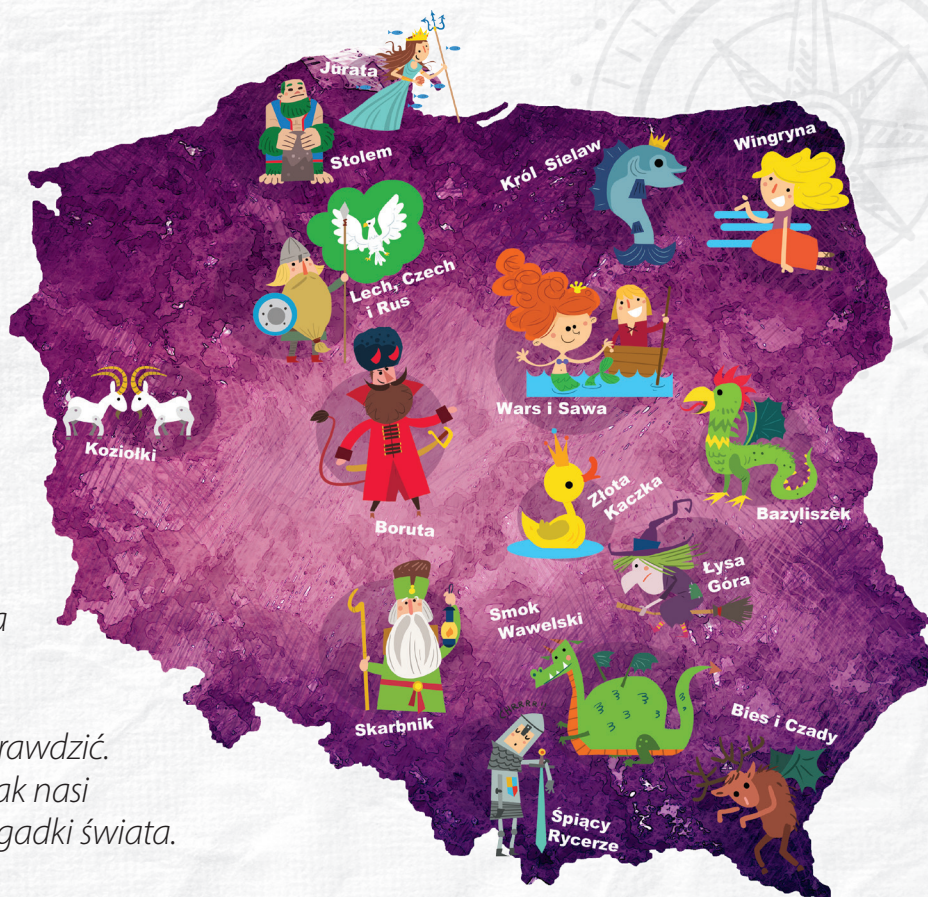 Jurata
Stolem
Król Sielaw
Wingryna
Lech, Czech
i Rus
Wars i Sawa
Koziołki
Boruta
Złota
Kaczka
Bazyliszek
Łysa
Góra
Smok
Wawelski
Skarbnik
Bies i Czady
Śpiący
Rycerze
a
rawdzić.
ak nasi
gadki świata.